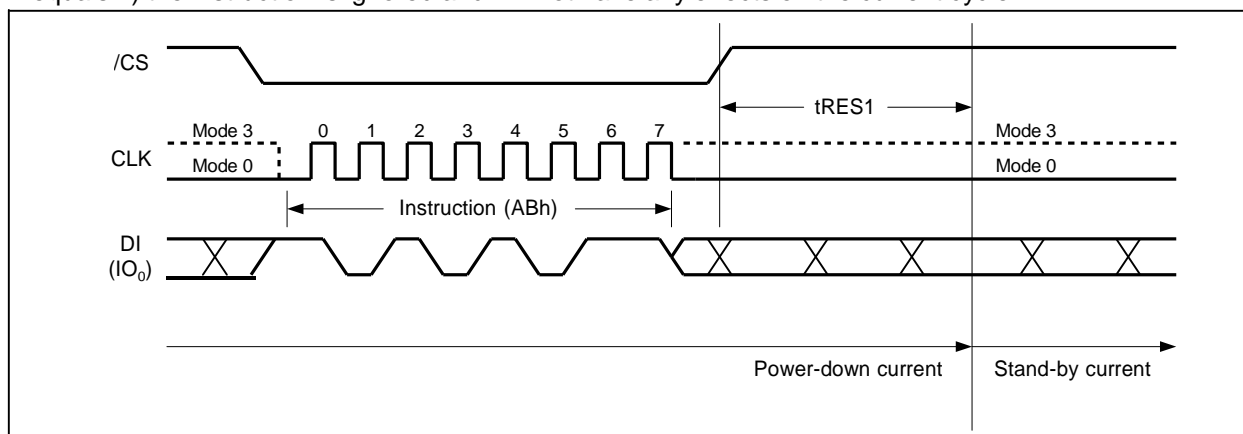 /CS
tRES1
Mode 3
0 1 2 3 4 5 6 7
Mode 3
CLK
Mode 0
Mode 0
Instruction (ABh)
DI
(IO₀)
Power-down current
Stand-by current